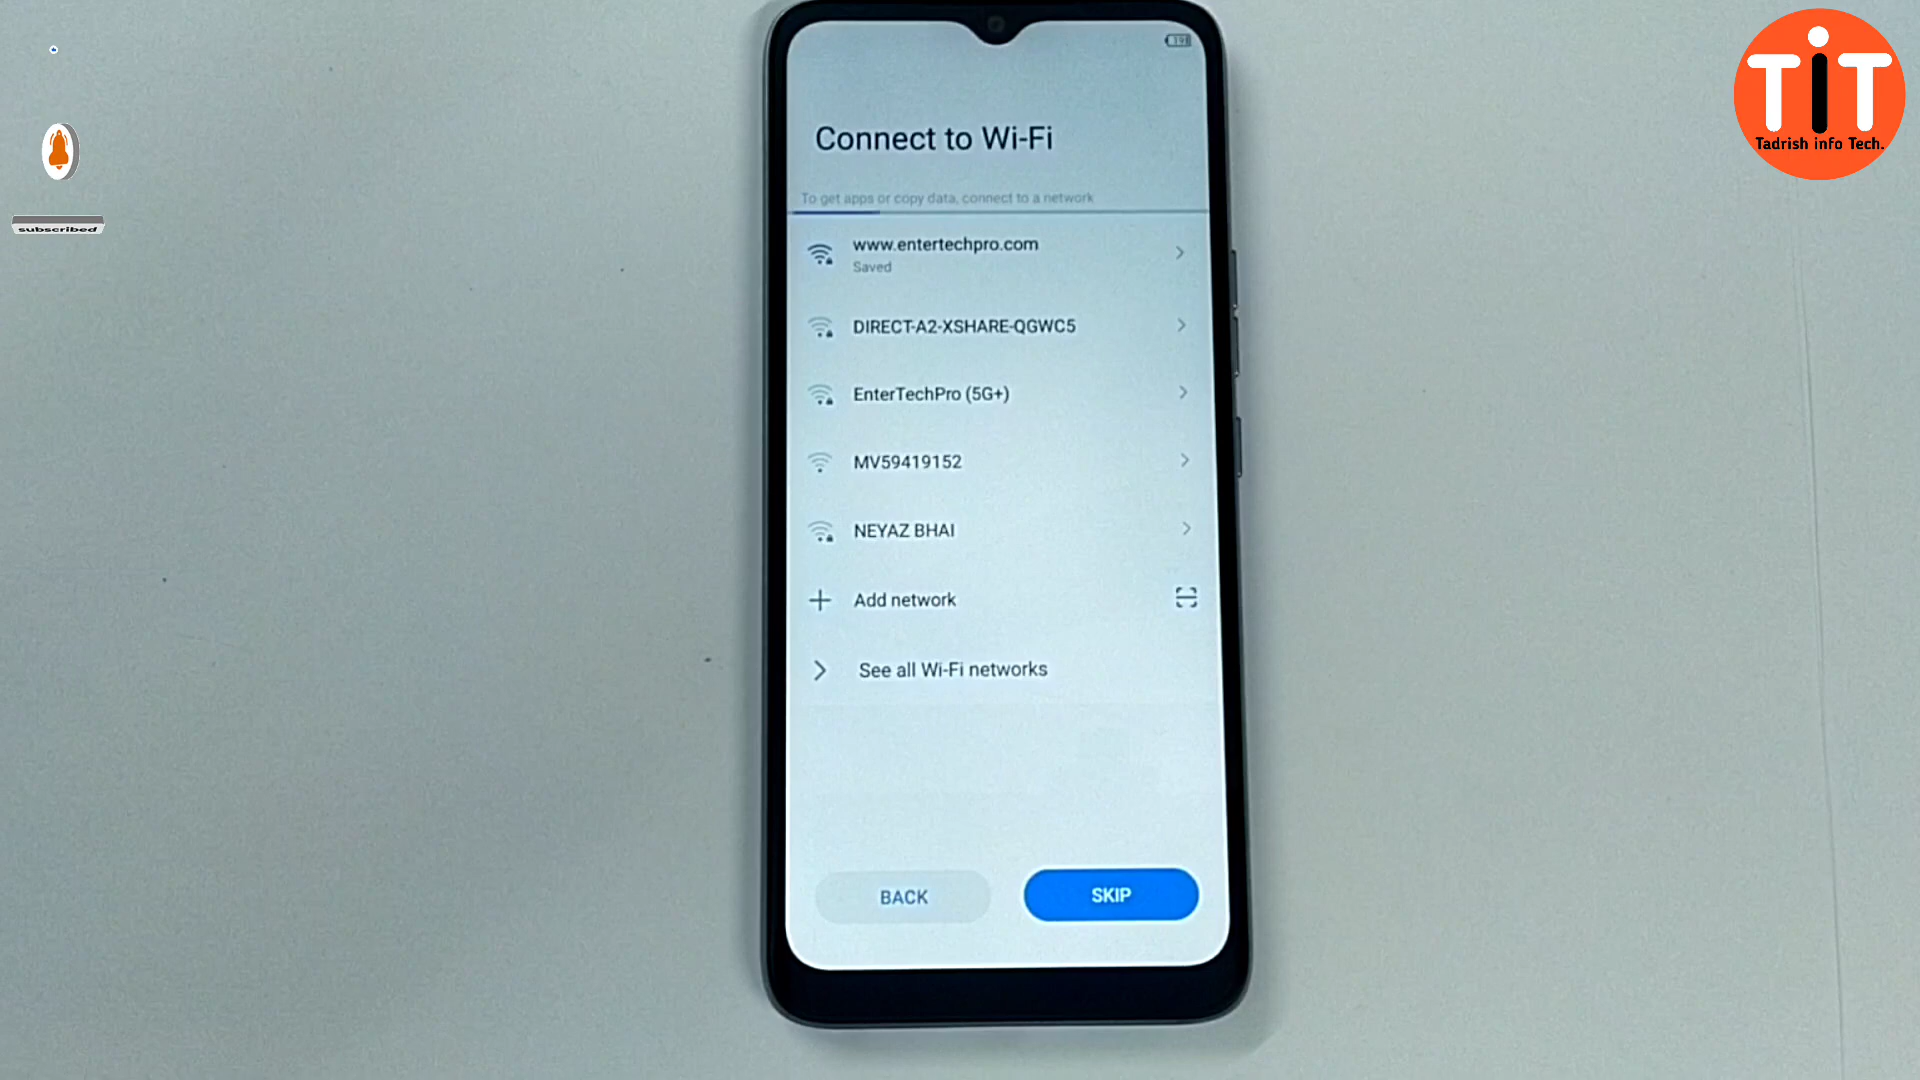 TiT
Tadrish info Tech.
subscribed
Connect to Wi-Fi
To get apps or copy data, connect to a network
www.entertechpro.com
Saved
DIRECT-A2-XSHARE-QGWC5
EnterTechPro (5G+)
MV59419152
NEYAZ BHAI
Add network
See all Wi-Fi networks
BACK
SKIP